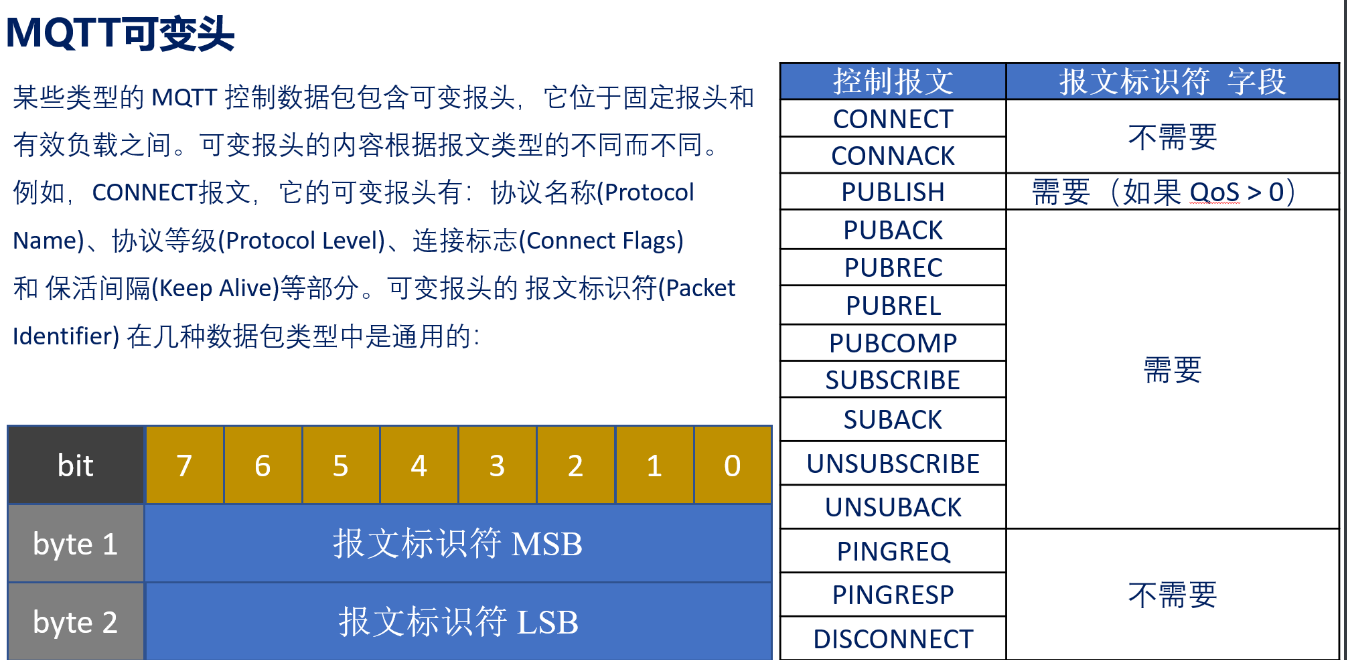 MQTT可变头
某些类型的 MQTT 控制数据包包含可变报头，它位于固定报头和
有效负载之间。可变报头的内容根据报文类型的不同而不同。
例如，CONNECT报文，它的可变报头有：协议名称(Protocol
Name)、协议等级(Protocol Level)、连接标志(Connect Flags)
和 保活间隔(Keep Alive)等部分。可变报头的 报文标识符(Packet
Identifier) 在几种数据包类型中是通用的：
bit 7 6 5 4 3 2 1 0
byte 1 报文标识符 MSB
byte 2 报文标识符 LSB
控制报文 报文标识符 字段
CONNECT
不需要
CONNACK
PUBLISH 需要（如果 QoS > 0）
PUBACK
PUBREC
PUBREL
PUBCOMP
需要
SUBSCRIBE
SUBACK
UNSUBSCRIBE
UNSUBACK
PINGREQ
PINGRESP 不需要
DISCONNECT